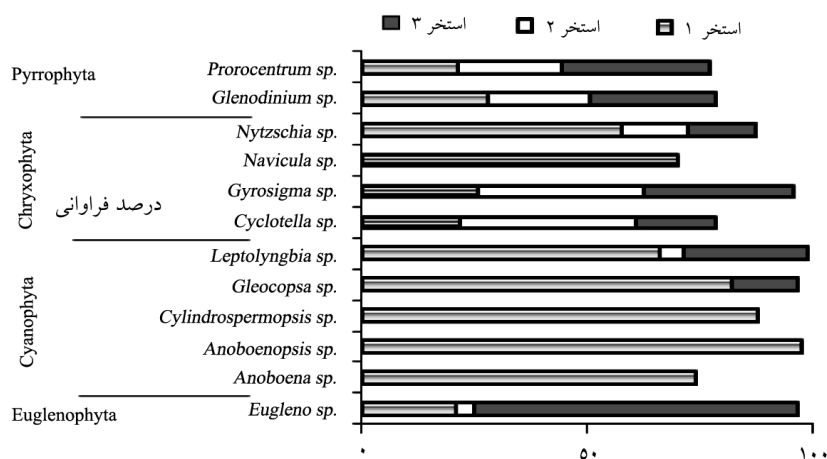 استخر ۱ استخر ۲ استخر ۳
Pyrrophyta
Prorocentrum sp.
Glenodinium sp.
Chryxophyta
Nytzschia sp.
Navicula sp.
Gyrosigma sp.
Cyclotella sp.
درصد فراوانی
Cyanophyta
Leptolyngbia sp.
Gleocopsa sp.
Cylindrospermopsis sp.
Anoboenopsis sp.
Anoboena sp.
Euglenophyta
Eugleno sp.
۰ ۵۰ ۱۰۰